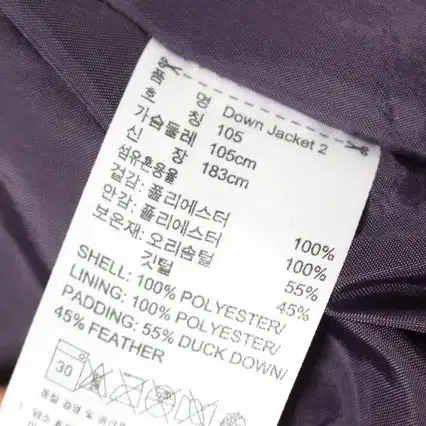 품 명 Down Jacket 2
호 칭 105
가슴둘레 105cm
신 장 183cm
섬유혼용율
겉감: 폴리에스터 100%
안감: 폴리에스터 100%
보온재: 오리솜털 55%
깃털 45%
SHELL: 100% POLYESTER/
LINING: 100% POLYESTER/
PADDING: 55% DUCK DOWN/
45% FEATHER
30